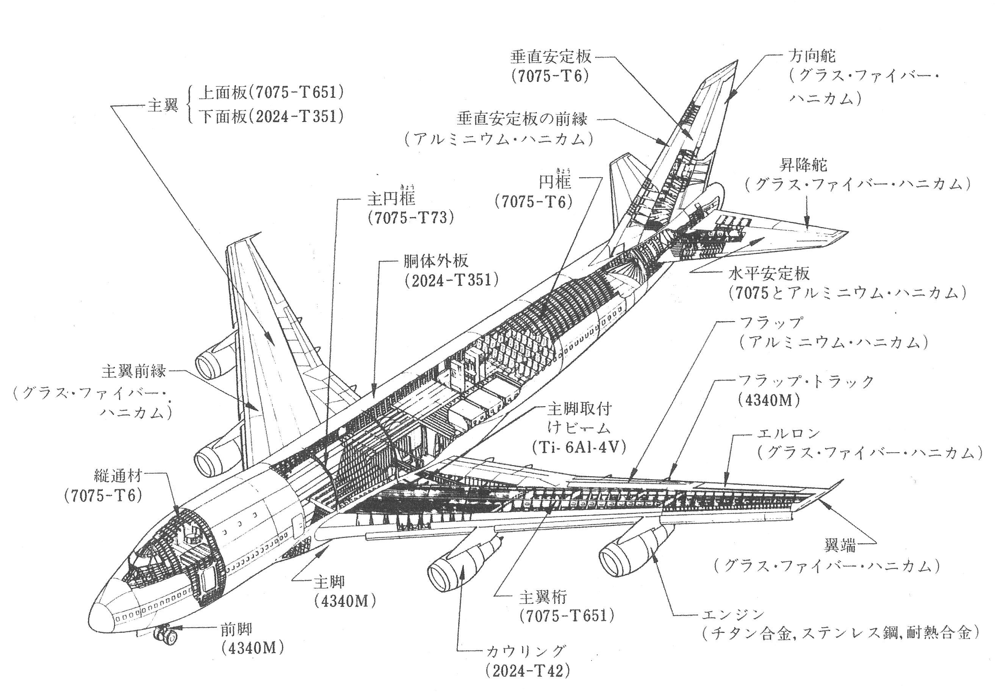 垂直安定板
(7075-T6)
方向舵
(グラス・ファイバー・
ハニカム)
主翼
上面板(7075-T651)
下面板(2024-T351)
垂直安定板の前縁
(アルミニウム・ハニカム)
昇降舵
(グラス・ファイバー・ハニカム)
きょう
円框
(7075-T6)
きょう
主円框
(7075-T73)
胴体外板
(2024-T351)
水平安定板
(7075とアルミニウム・ハニカム)
フラップ
(アルミニウム・ハニカム)
主翼前縁
(グラス・ファイバー・
ハニカム)
フラップ・トラック
(4340M)
主脚取付
けビーム
(Ti-6Al-4V)
エルロン
(グラス・ファイバー・ハニカム)
縦通材
(7075-T6)
翼端
(グラス・ファイバー・ハニカム)
主脚
(4340M)
主翼桁
(7075-T651)
エンジン
(チタン合金,ステンレス鋼,耐熱合金)
前脚
(4340M)
カウリング
(2024-T42)